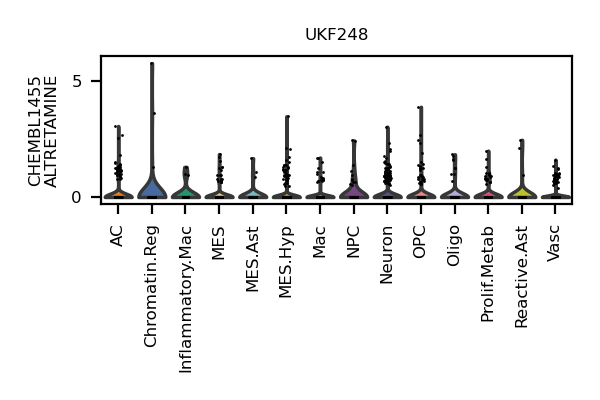 UKF248
CHEMBL1455
ALTRETAMINE
5
0
AC
Chromatin.Reg
Inflammatory.Mac
MES
MES.Ast
MES.Hyp
Mac
NPC
Neuron
OPC
Oligo
Prolif.Metab
Reactive.Ast
Vasc